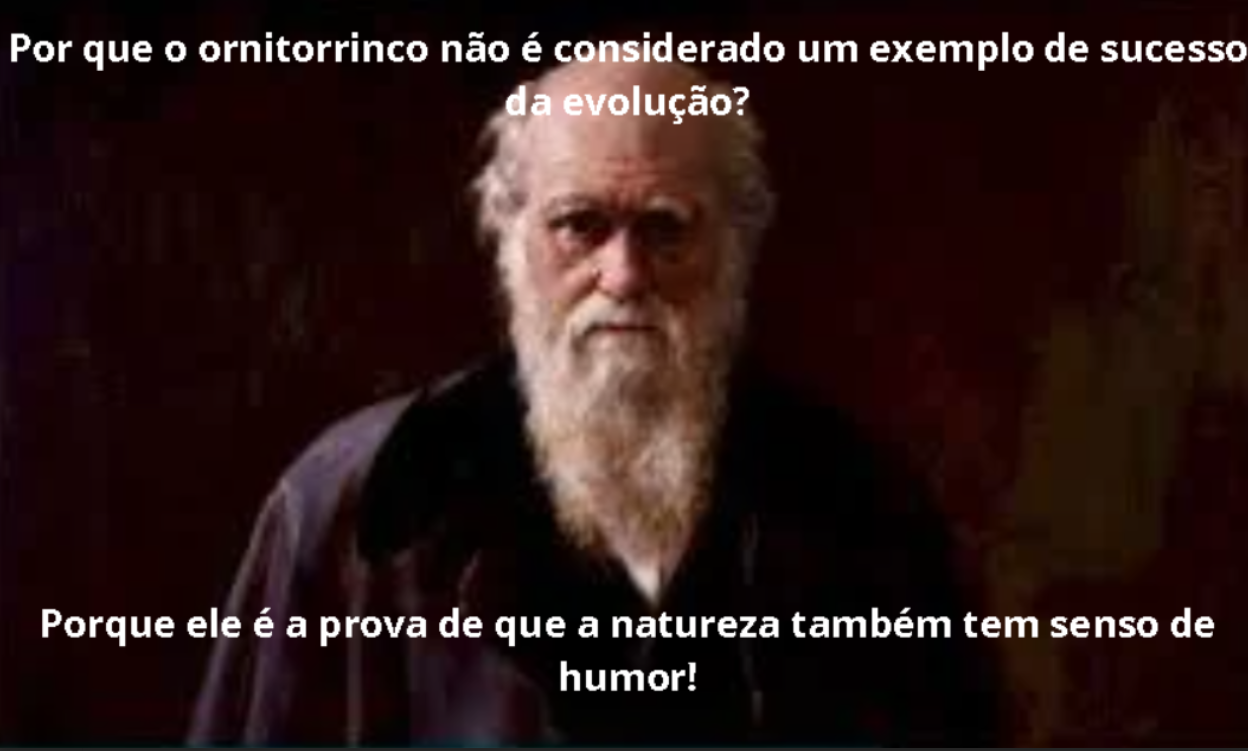 Por que o ornitorrinco não é considerado um exemplo de sucesso
da evolução?
Porque ele é a prova de que a natureza também tem senso de
humor!